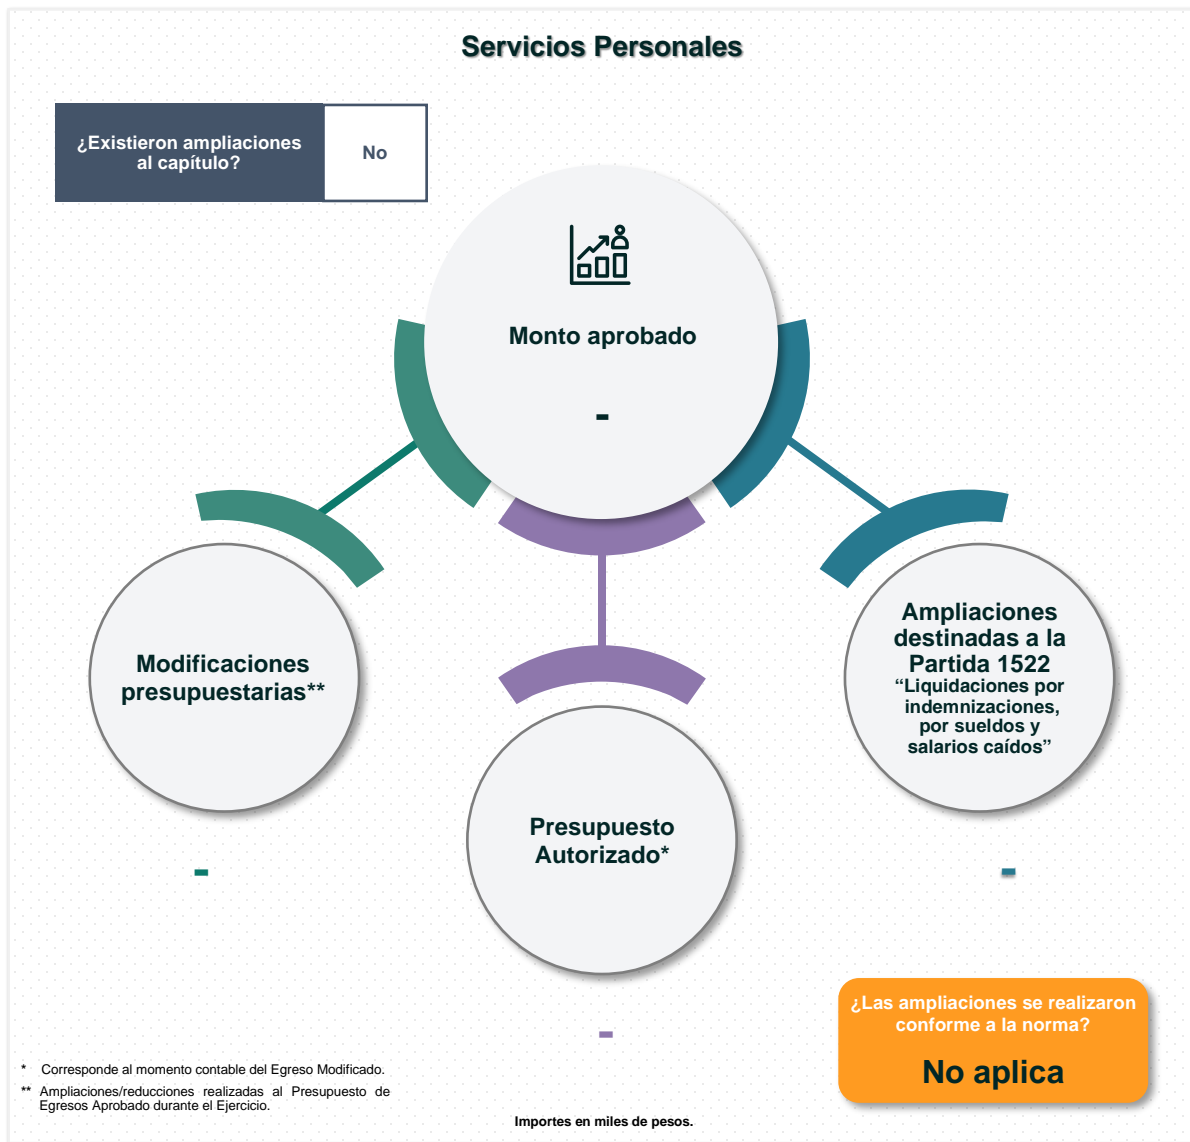 Servicios Personales
¿Existieron ampliaciones
al capítulo?
No
Monto aprobado
-
Modificaciones
presupuestarias**
-
Presupuesto
Autorizado*
-
Ampliaciones
destinadas a la
Partida 1522
“Liquidaciones por
indemnizaciones,
por sueldos y
salarios caídos”
-
¿Las ampliaciones se realizaron
conforme a la norma?
No aplica
* Corresponde al momento contable del Egreso Modificado.
** Ampliaciones/reducciones realizadas al Presupuesto de
Egresos Aprobado durante el Ejercicio.
Importes en miles de pesos.